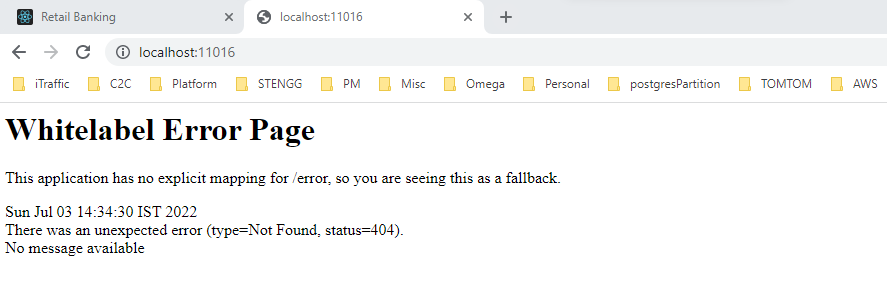 Retail Banking
localhost:11016
localhost:11016
iTraffic C2C Platform STENGG PM Misc Omega Personal postgresPartition TOMTOM AWS
Whitelabel Error Page
This application has no explicit mapping for /error, so you are seeing this as a fallback.
Sun Jul 03 14:34:30 IST 2022
There was an unexpected error (type=Not Found, status=404).
No message available